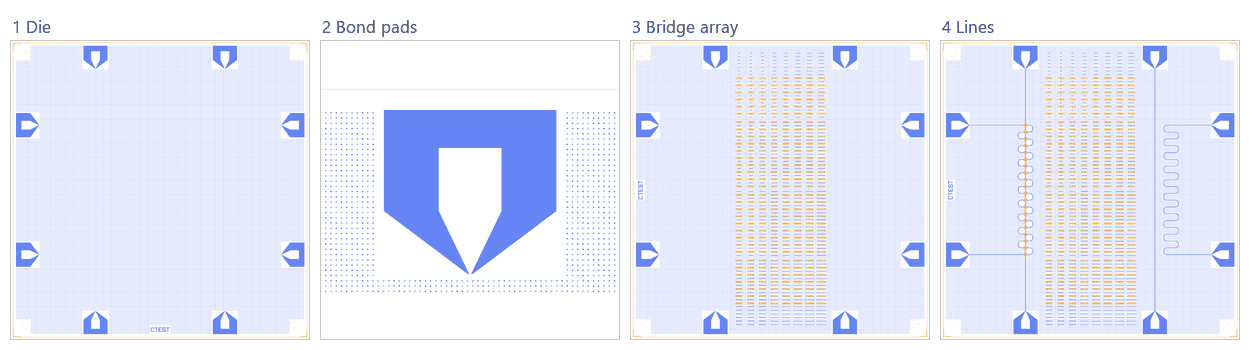 1 Die
2 Bond pads
3 Bridge array
4 Lines
CTEST
CTEST
CTEST